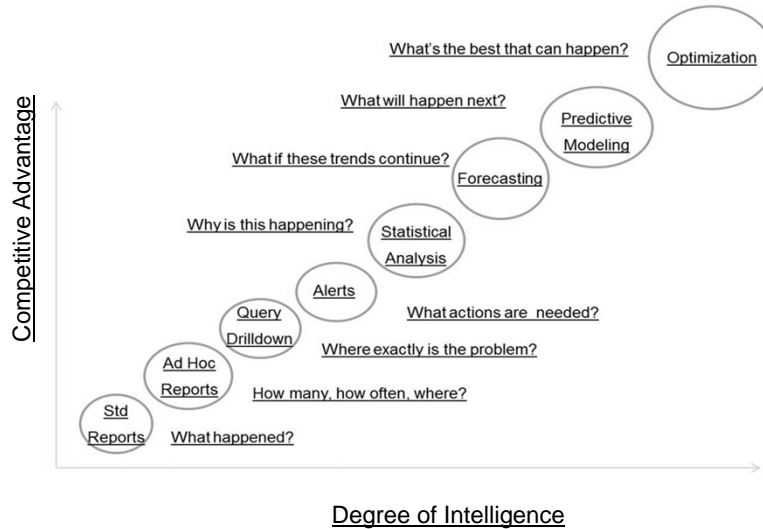 What's the best that can happen?
Optimization
What will happen next?
Predictive
Modeling
What if these trends continue?
Forecasting
Why is this happening?
Statistical
Analysis
Alerts
What actions are needed?
Query
Drilldown
Where exactly is the problem?
Ad Hoc
Reports
How many, how often, where?
Std
Reports
What happened?
Competitive Advantage
Degree of Intelligence